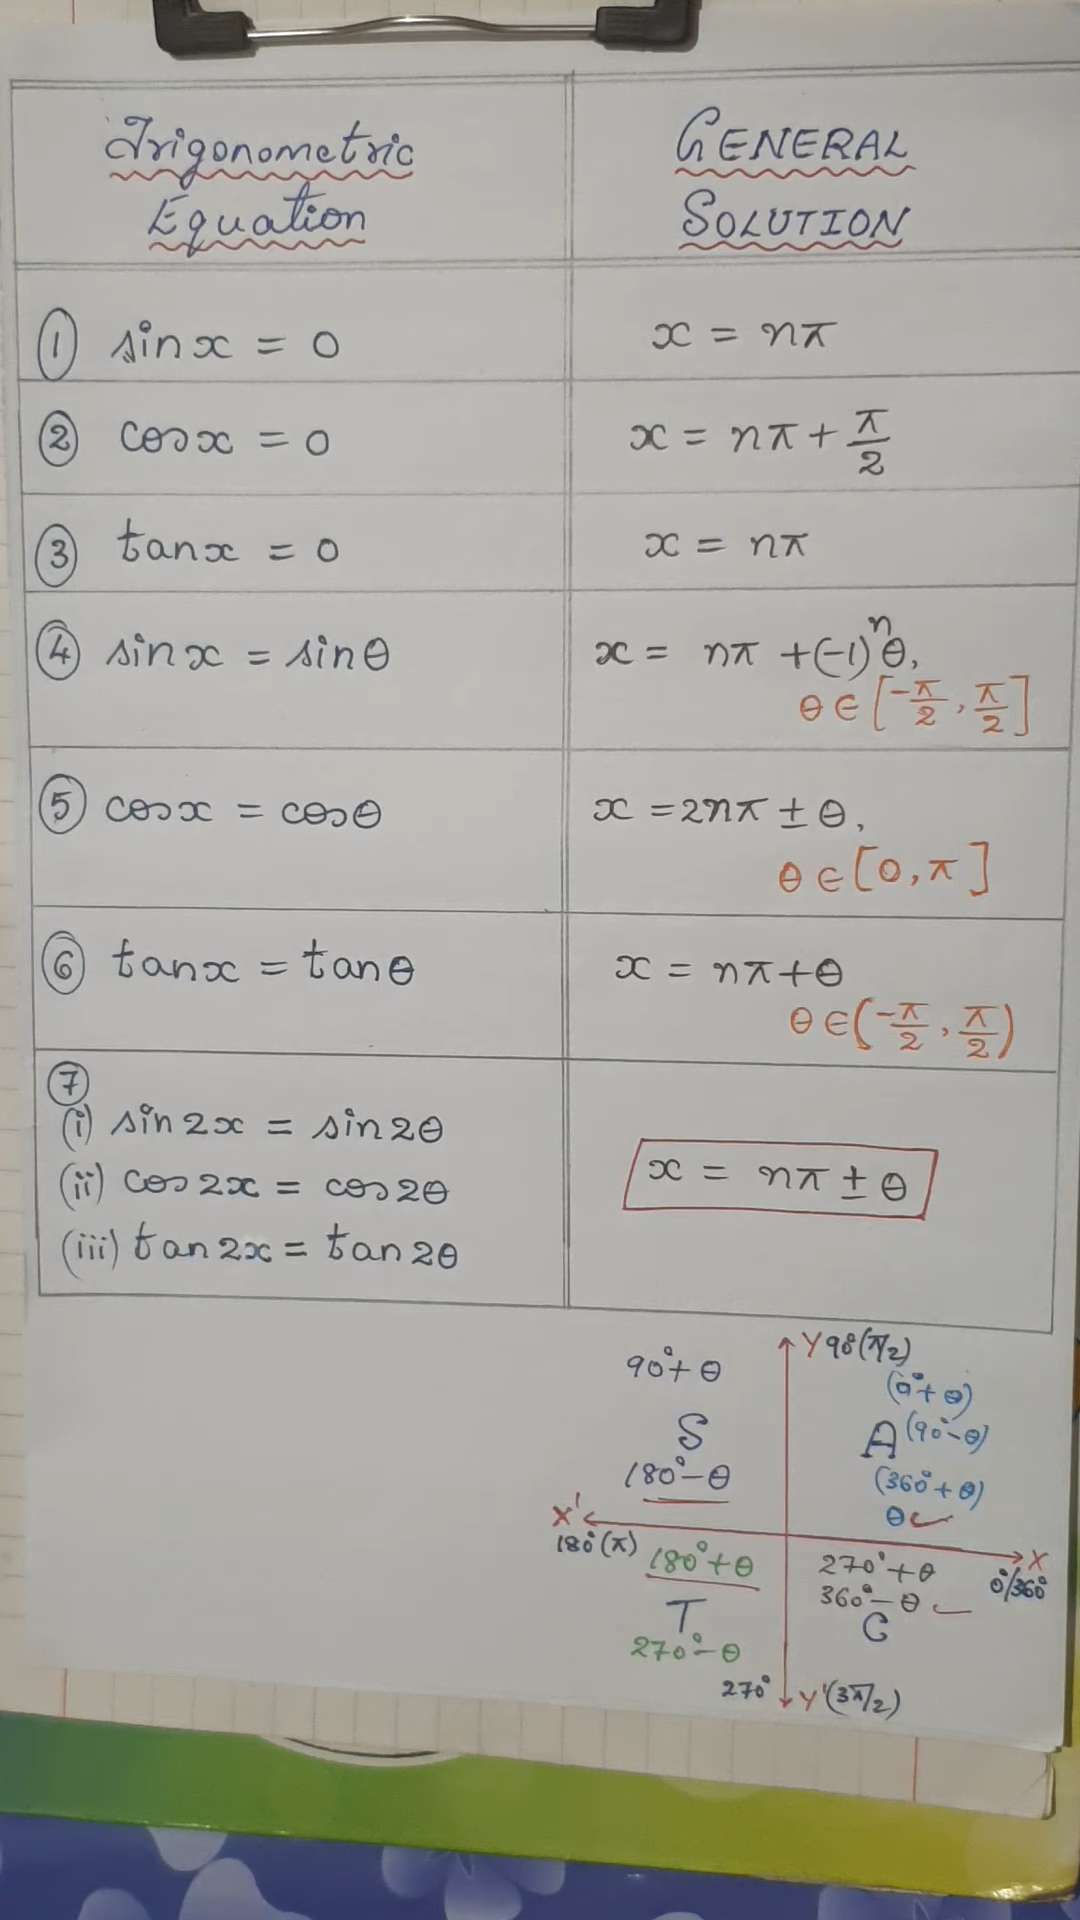 Trigonometric Equation
GENERAL SOLUTION
① sin x = 0
x = nπ
② cos x = 0
x = nπ + π/2
③ tan x = 0
x = nπ
④ sin x = sin θ
x = nπ + (-1)ⁿ θ,
θ ∈ [-π/2, π/2]
⑤ cos x = cos θ
x = 2nπ ± θ,
θ ∈ [0, π]
⑥ tan x = tan θ
x = nπ + θ
θ ∈ (-π/2, π/2)
⑦
(i) sin 2x = sin 2θ
(ii) cos 2x = cos 2θ
(iii) tan 2x = tan 2θ
x = nπ ± θ
Y 90° (π/2)
90° + θ
(0° + θ)
S
A (90° - θ)
180° - θ
(360° + θ)
θ
X'
180° (π)
X
0°/360°
180° + θ
270° + θ
360° - θ
T
C
270° - θ
270°
Y' (3π/2)